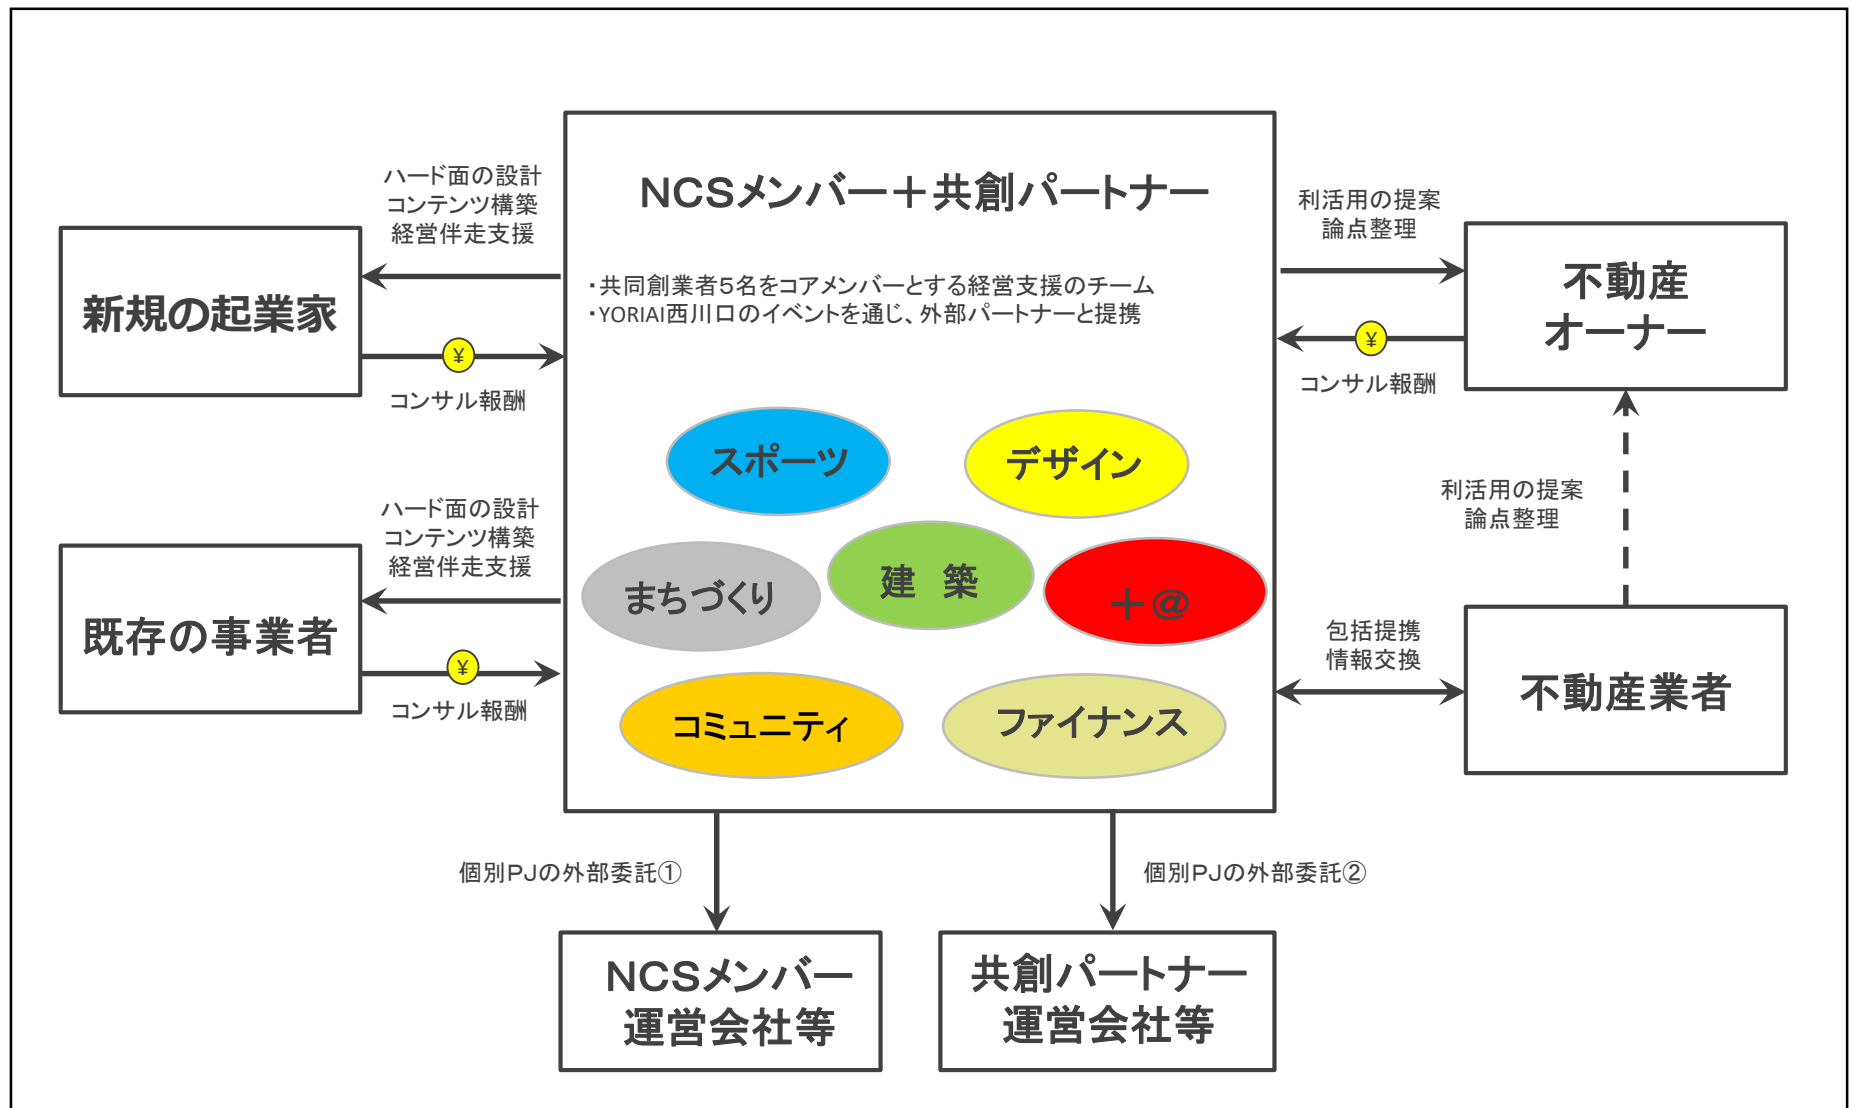 NCSメンバー＋共創パートナー
・共同創業者5名をコアメンバーとする経営支援のチーム
・YORIAI西川口のイベントを通じ、外部パートナーと提携
スポーツ
デザイン
まちづくり
建　築
＋＠
コミュニティ
ファイナンス
ハード面の設計
コンテンツ構築
経営伴走支援
新規の起業家
¥
コンサル報酬
ハード面の設計
コンテンツ構築
経営伴走支援
既存の事業者
¥
コンサル報酬
利活用の提案
論点整理
不動産
オーナー
¥
コンサル報酬
利活用の提案
論点整理
包括提携
情報交換
不動産業者
個別PJの外部委託①
個別PJの外部委託②
NCSメンバー
運営会社等
共創パートナー
運営会社等